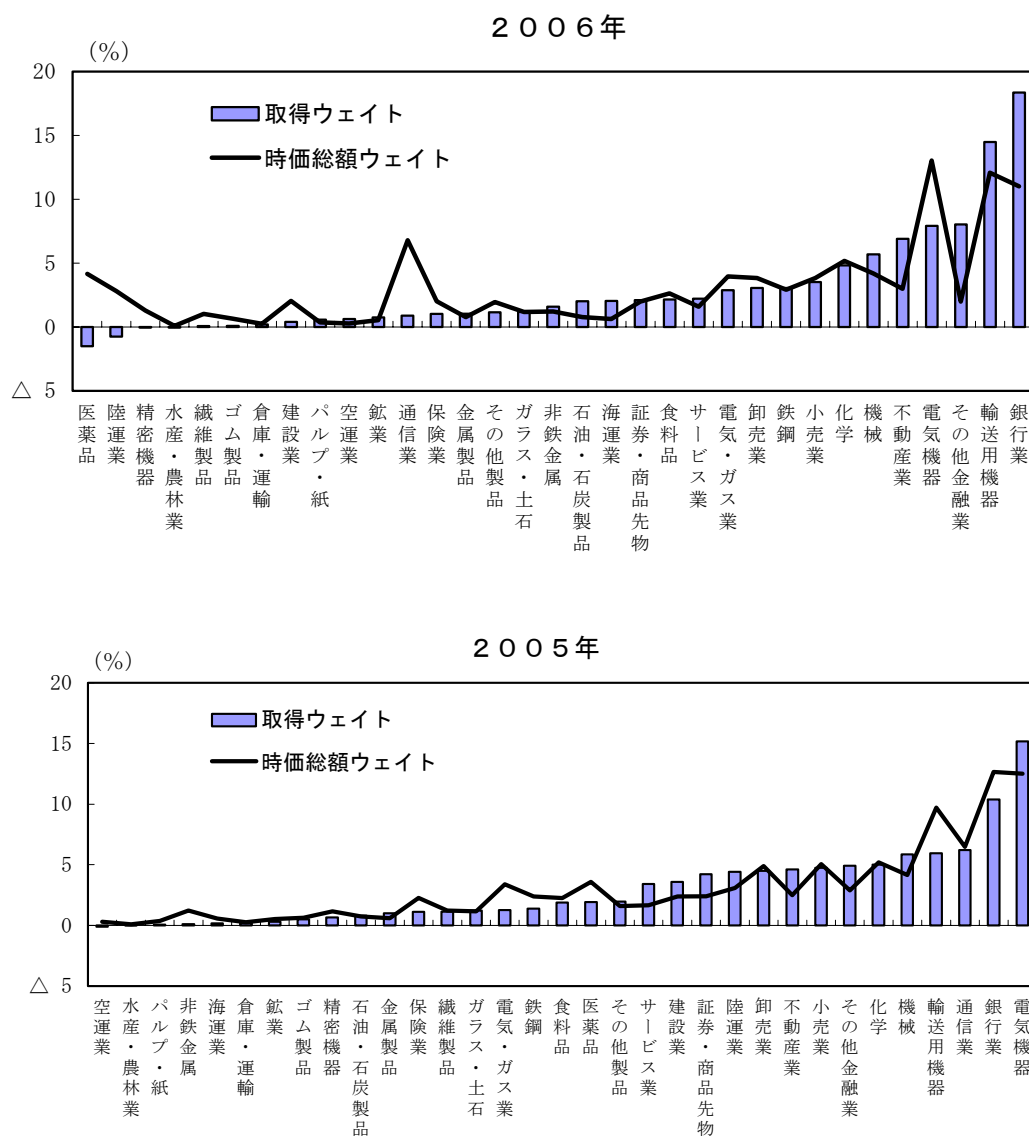 ２００６年
(%)
20
15
10
5
0
△ 5
取得ウェイト
時価総額ウェイト
医薬品
陸運業
精密機器
水産・農林業
繊維製品
ゴム製品
倉庫・運輸
建設業
パルプ・紙
空運業
鉱業
通信業
保険業
金属製品
その他製品
ガラス・土石
非鉄金属
石油・石炭製品
海運業
証券・商品先物
食料品
サービス業
電気・ガス業
卸売業
鉄鋼
小売業
化学
機械
不動産業
電気機器
その他金融業
輸送用機器
銀行業
２００５年
(%)
20
15
10
5
0
△ 5
取得ウェイト
時価総額ウェイト
空運業
水産・農林業
パルプ・紙
非鉄金属
海運業
倉庫・運輸
鉱業
ゴム製品
精密機器
石油・石炭製品
金属製品
保険業
繊維製品
ガラス・土石
電気・ガス業
鉄鋼
食料品
医薬品
その他製品
サービス業
建設業
証券・商品先物
陸運業
卸売業
不動産業
小売業
その他金融業
化学
機械
輸送用機器
通信業
銀行業
電気機器